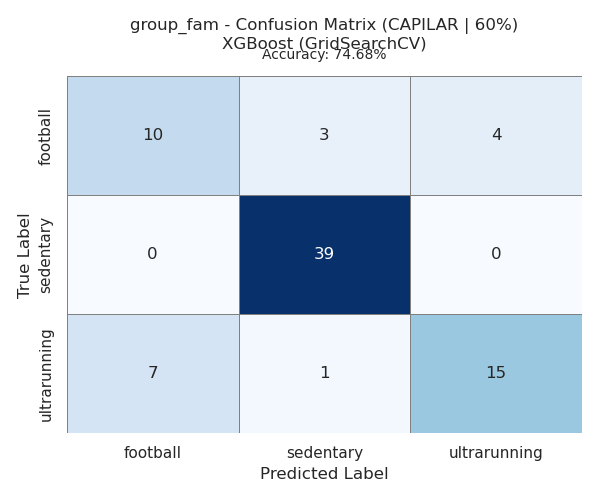 group_fam - Confusion Matrix (CAPILAR | 60%)
XGBoost (GridSearchCV)
Accuracy: 74.68%
True Label
football
10
3
4
sedentary
0
39
0
ultrarunning
7
1
15
football
sedentary
ultrarunning
Predicted Label